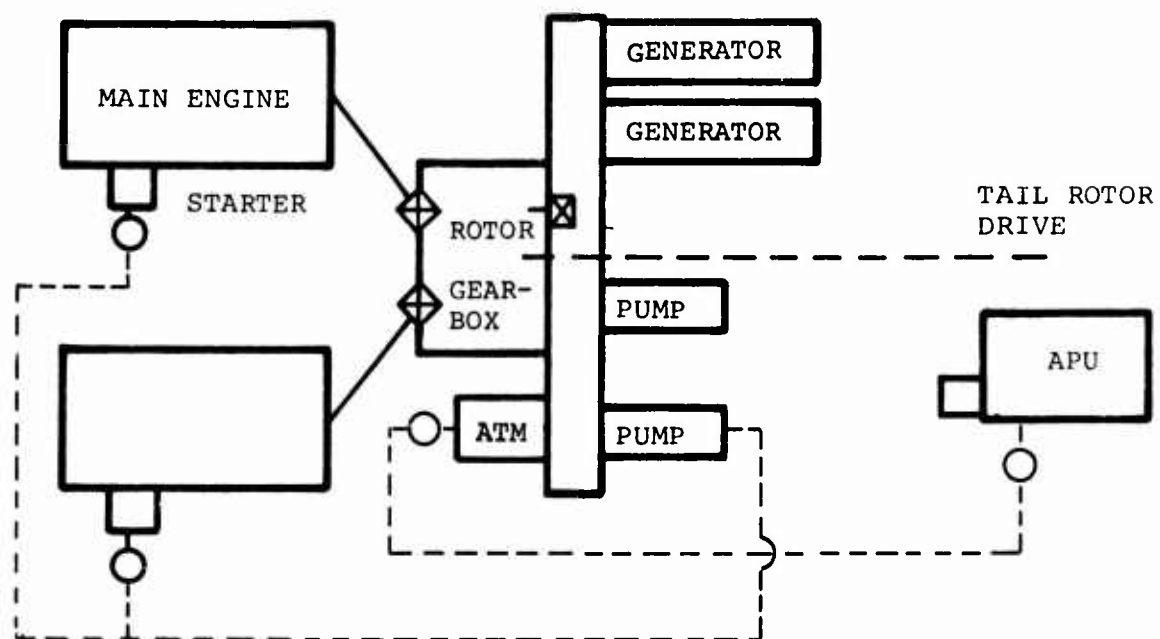 GENERATOR
MAIN ENGINE
GENERATOR
STARTER
TAIL ROTOR
DRIVE
ROTOR
GEAR-
BOX
PUMP
APU
ATM
PUMP